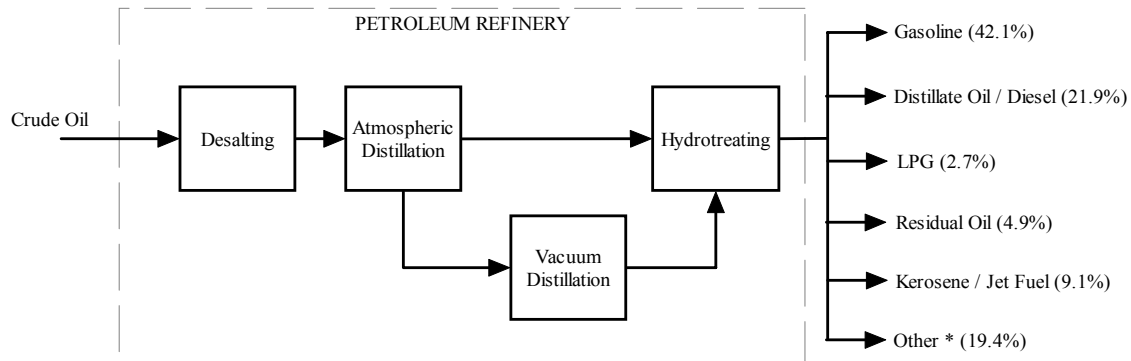 PETROLEUM REFINERY
Crude Oil
Desalting
Atmospheric
Distillation
Hydrotreating
Vacuum
Distillation
Gasoline (42.1%)
Distillate Oil / Diesel (21.9%)
LPG (2.7%)
Residual Oil (4.9%)
Kerosene / Jet Fuel (9.1%)
Other * (19.4%)